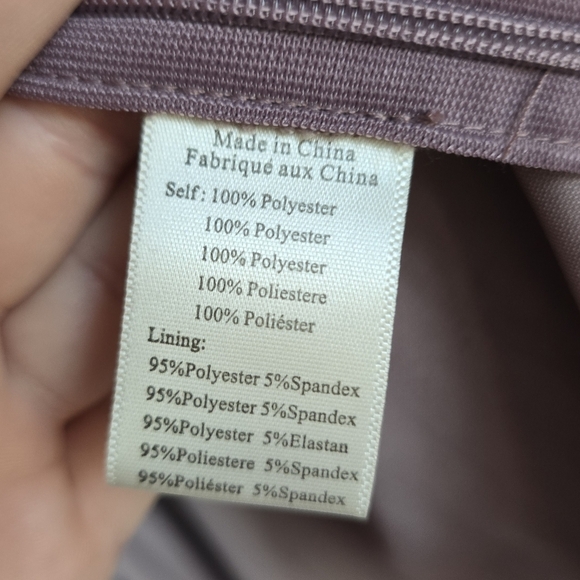 Made in China
Fabriqué aux China
Self: 100% Polyester
100% Polyester
100% Polyester
100% Poliestere
100% Poliéster
Lining:
95%Polyester 5%Spandex
95%Polyester 5%Spandex
95%Polyester 5%Elastan
95%Poliestere 5%Spandex
95%Poliéster 5%Spandex